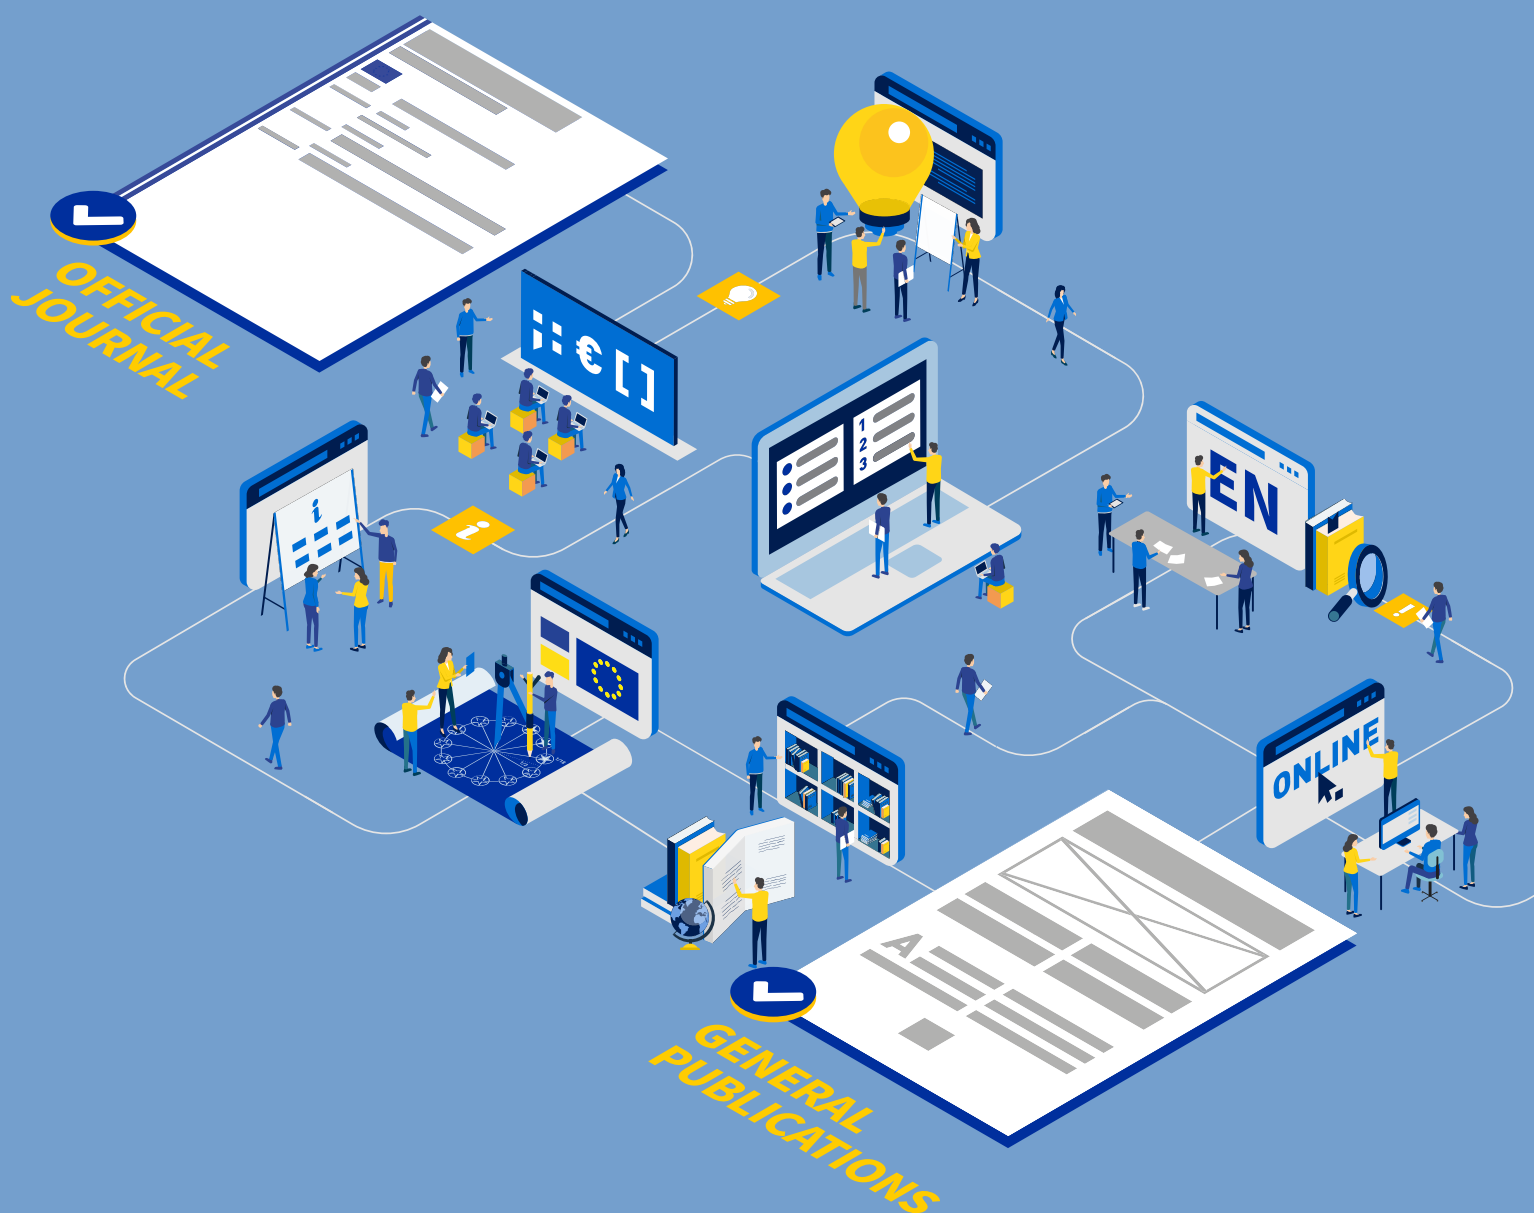 OFFICIAL
JOURNAL
; : € [ ]
1
2
3
i
i
EN
ONLINE
A
GENERAL
PUBLICATIONS